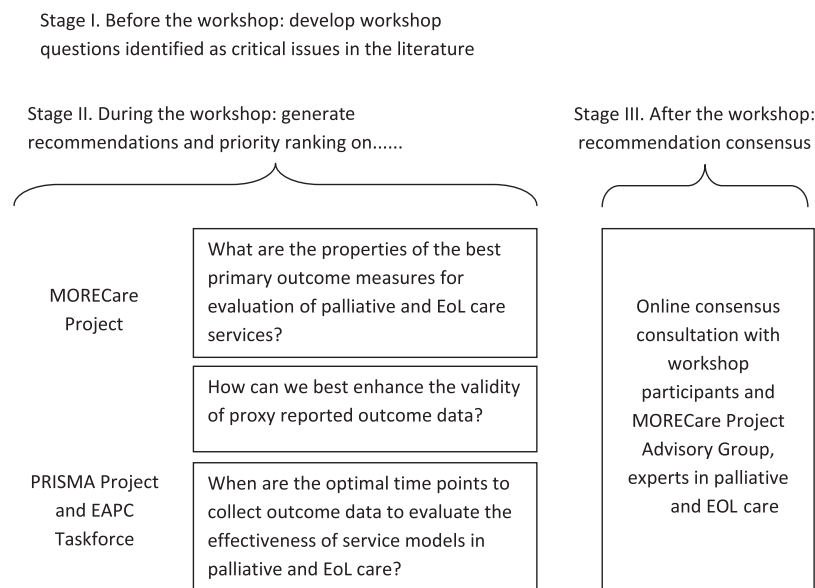 Stage I. Before the workshop: develop workshop
questions identified as critical issues in the literature
Stage II. During the workshop: generate
recommendations and priority ranking on......
Stage III. After the workshop:
recommendation consensus
MORECare
Project
What are the properties of the best
primary outcome measures for
evaluation of palliative and EoL care
services?
How can we best enhance the validity
of proxy reported outcome data?
PRISMA Project
and EAPC
Taskforce
When are the optimal time points to
collect outcome data to evaluate the
effectiveness of service models in
palliative and EoL care?
Online consensus
consultation with
workshop
participants and
MORECare Project
Advisory Group,
experts in palliative
and EOL care